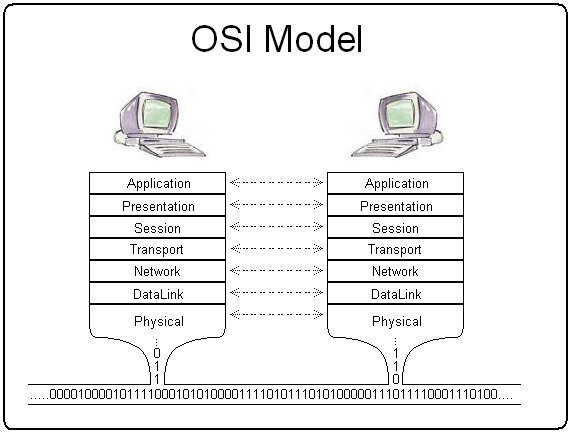 OSI Model
Application Application
Presentation Presentation
Session Session
Transport Transport
Network Network
DataLink DataLink
Physical Physical
: :
0 1
1 1
1 0
.....00001000010111100010101000011110101110101000001110111100011110100....